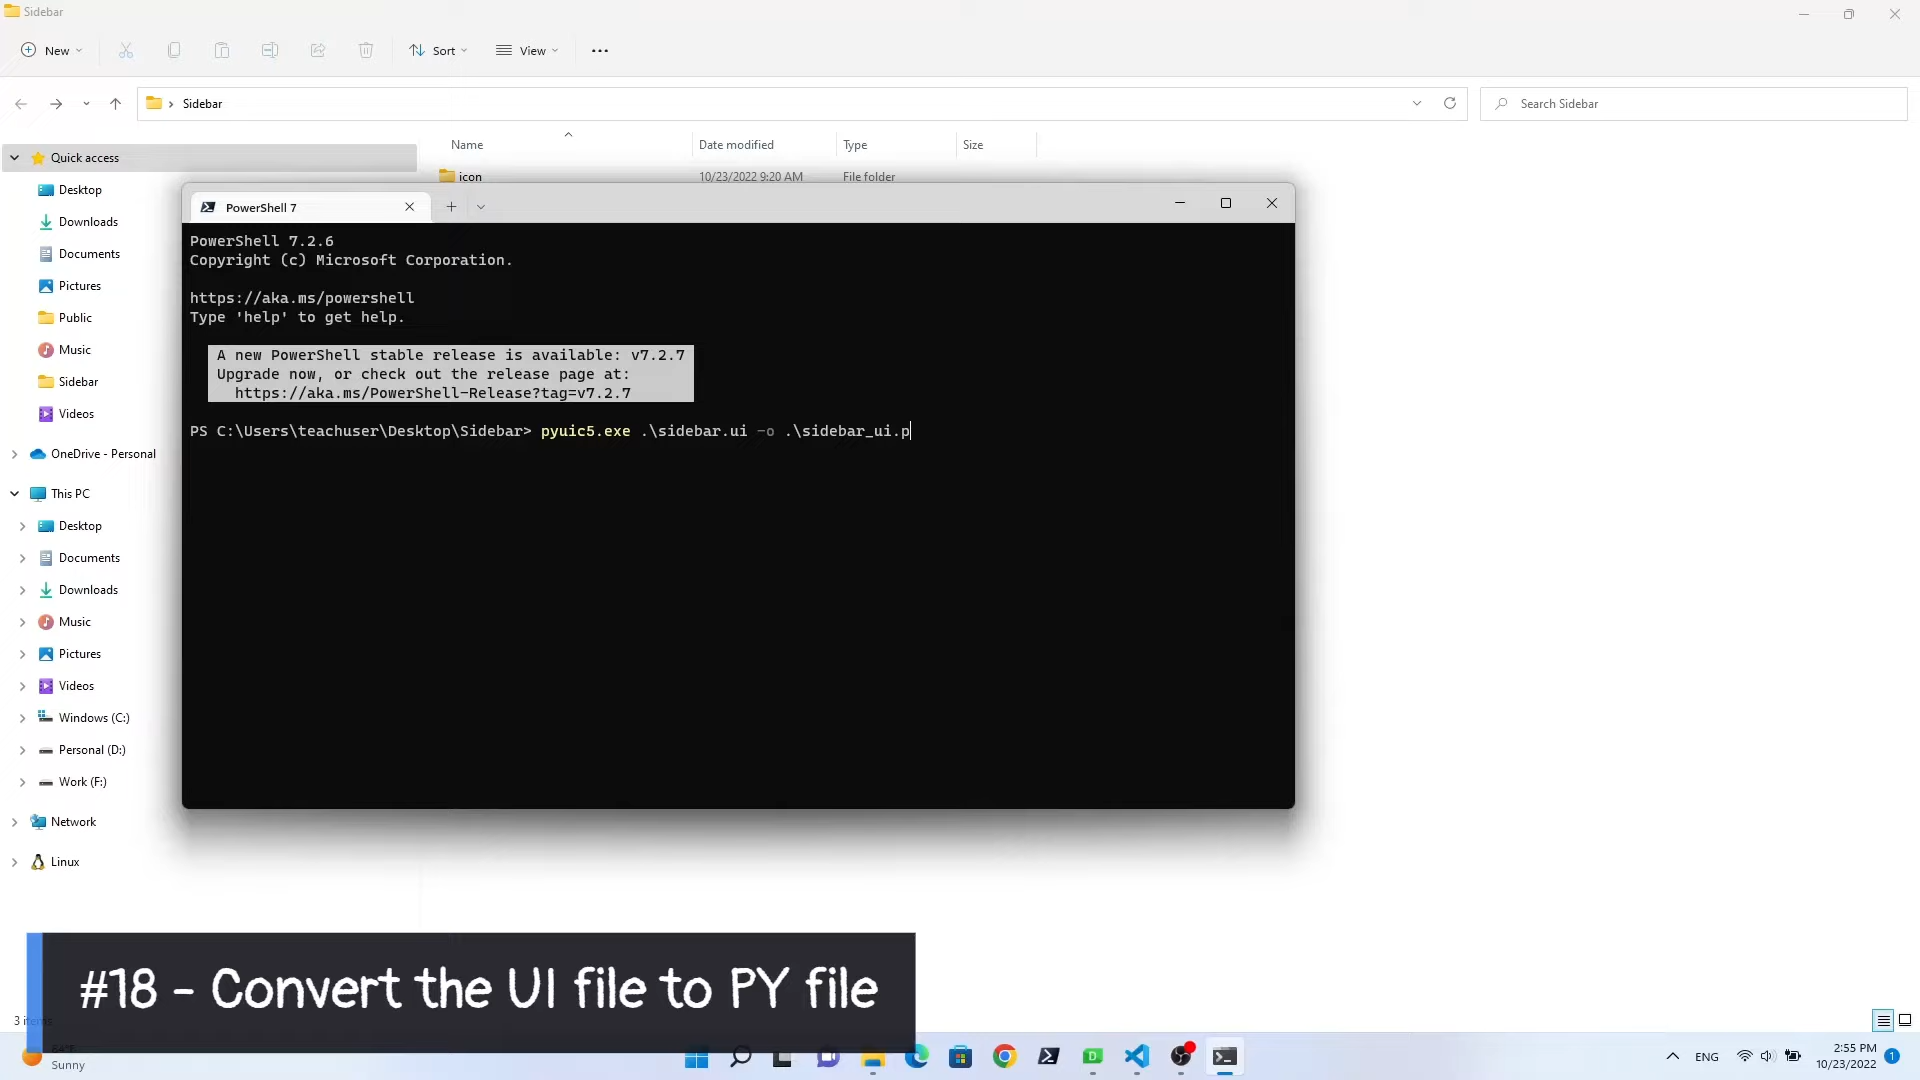 Sidebar
New
Sort
View
Sidebar
Search Sidebar
Name
Date modified
Type
Size
Quick access
icon
10/23/2022 9:20 AM
File folder
Desktop
Downloads
Documents
Pictures
Public
Music
Sidebar
Videos
OneDrive - Personal
This PC
Desktop
Documents
Downloads
Music
Pictures
Videos
Windows (C:)
Personal (D:)
Work (F:)
Network
Linux
PowerShell 7
PowerShell 7.2.6
Copyright (c) Microsoft Corporation.
https://aka.ms/powershell
Type 'help' to get help.
A new PowerShell stable release is available: v7.2.7
Upgrade now, or check out the release page at:
https://aka.ms/PowerShell-Release?tag=v7.2.7
PS C:\Users\teachuser\Desktop\Sidebar> pyuic5.exe .\sidebar.ui -o .\sidebar_ui.p
#18 - Convert the UI file to PY file
Sunny
ENG
2:55 PM
10/23/2022
1